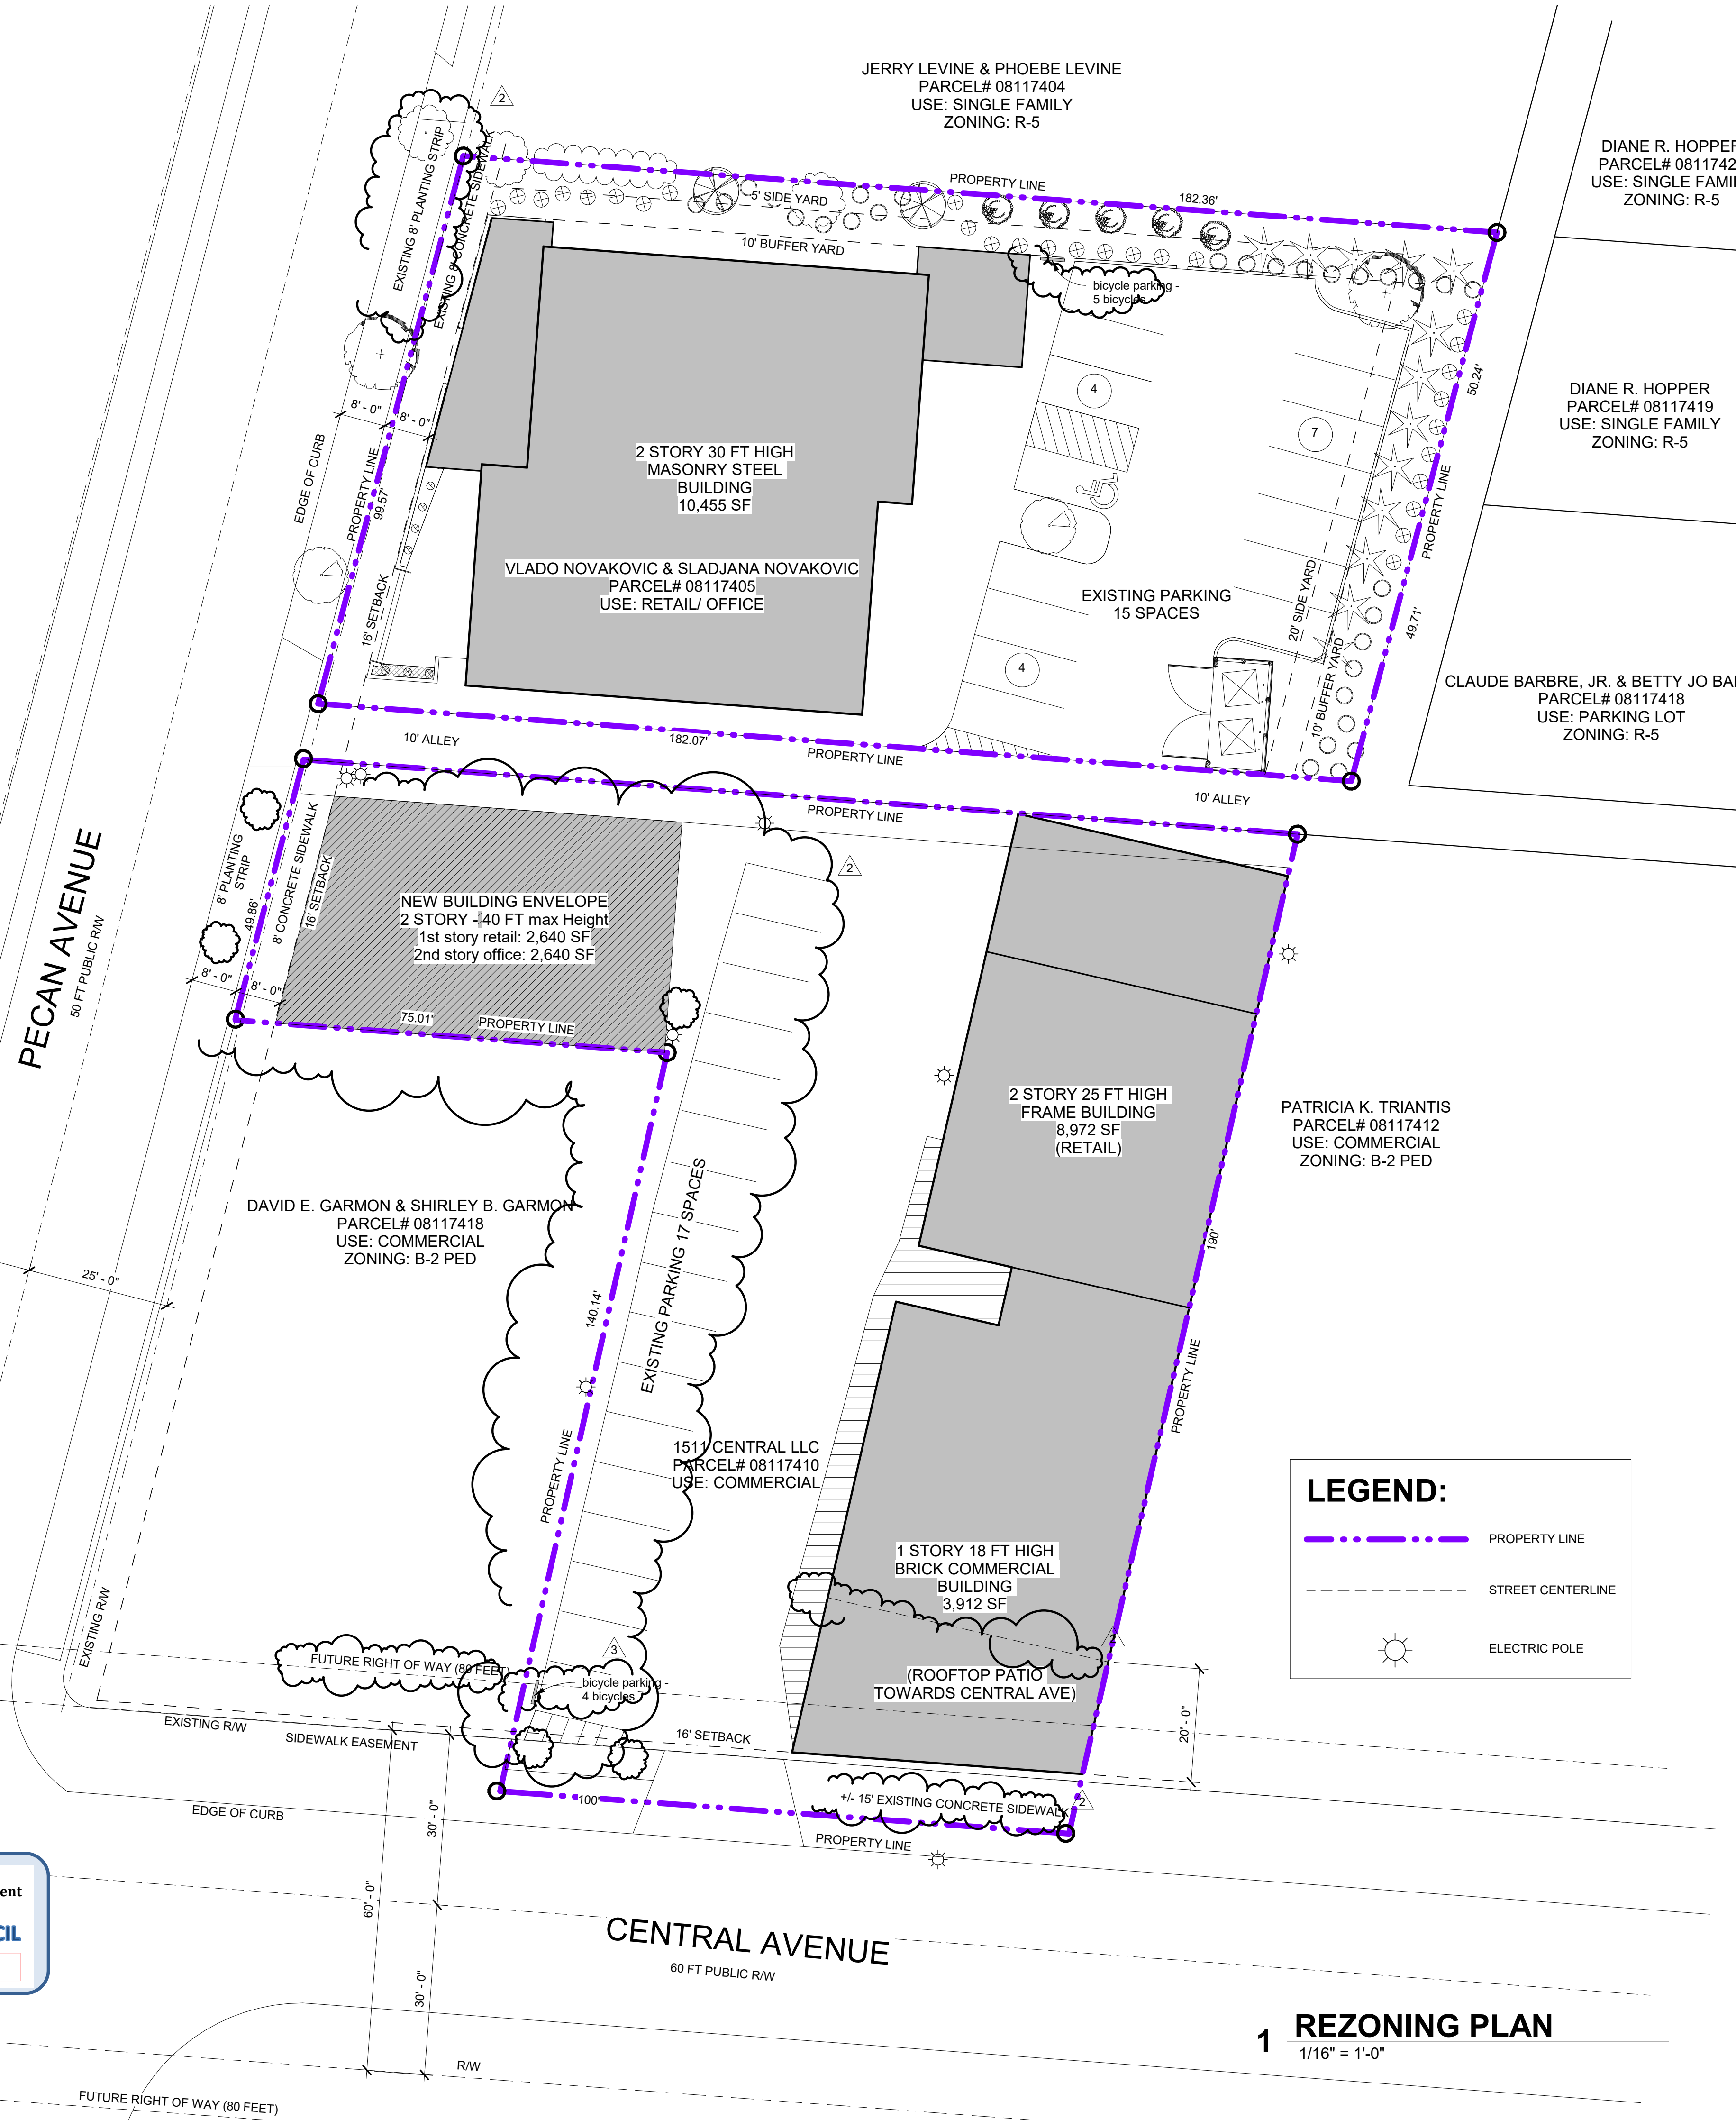 JERRY LEVINE & PHOEBE LEVINE
PARCEL# 08117404
USE: SINGLE FAMILY
ZONING: R-5
DIANE R. HOPPER
PARCEL# 0811742
USE: SINGLE FAMIL
ZONING: R-5
2
EXISTING 8' PLANTING STRIP
EXISTING 8' CONCRETE SIDEWALK
PROPERTY LINE
182.36'
5' SIDE YARD
10' BUFFER YARD
bicycle parking -
5 bicycles
50.24'
DIANE R. HOPPER
PARCEL# 08117419
USE: SINGLE FAMILY
ZONING: R-5
4
7
8' - 0"
8' - 0"
EDGE OF CURB
PROPERTY LINE
99.57'
16' SETBACK
2 STORY 30 FT HIGH
MASONRY STEEL
BUILDING
10,455 SF
VLADO NOVAKOVIC & SLADJANA NOVAKOVIC
PARCEL# 08117405
USE: RETAIL/ OFFICE
EXISTING PARKING
15 SPACES
4
20' SIDE YARD
10' BUFFER YARD
PROPERTY LINE
49.71'
CLAUDE BARBRE, JR. & BETTY JO BA
PARCEL# 08117418
USE: PARKING LOT
ZONING: R-5
10' ALLEY
182.07'
PROPERTY LINE
10' ALLEY
PROPERTY LINE
2
8' PLANTING
STRIP
49.86'
8' CONCRETE SIDEWALK
16' SETBACK
NEW BUILDING ENVELOPE
2 STORY - 40 FT max Height
1st story retail: 2,640 SF
2nd story office: 2,640 SF
8' - 0"
8' - 0"
75.01'
PROPERTY LINE
PECAN AVENUE
50 FT PUBLIC R/W
2 STORY 25 FT HIGH
FRAME BUILDING
8,972 SF
(RETAIL)
PATRICIA K. TRIANTIS
PARCEL# 08117412
USE: COMMERCIAL
ZONING: B-2 PED
DAVID E. GARMON & SHIRLEY B. GARMON
PARCEL# 08117418
USE: COMMERCIAL
ZONING: B-2 PED
25' - 0"
140.14'
PROPERTY LINE
EXISTING PARKING 17 SPACES
190'
PROPERTY LINE
1511 CENTRAL LLC
PARCEL# 08117410
USE: COMMERCIAL
1 STORY 18 FT HIGH
BRICK COMMERCIAL
BUILDING
3,912 SF
(ROOFTOP PATIO
TOWARDS CENTRAL AVE)
2
LEGEND:
PROPERTY LINE
STREET CENTERLINE
ELECTRIC POLE
EXISTING R/W
FUTURE RIGHT OF WAY (80 FEET)
3
bicycle parking -
4 bicycles
EXISTING R/W
SIDEWALK EASEMENT
16' SETBACK
20' - 0"
EDGE OF CURB
100'
+/- 15' EXISTING CONCRETE SIDEWALK
2
PROPERTY LINE
30' - 0"
60' - 0"
30' - 0"
CENTRAL AVENUE
60 FT PUBLIC R/W
ent
CIL
R/W
FUTURE RIGHT OF WAY (80 FEET)
1 REZONING PLAN
1/16" = 1'-0"